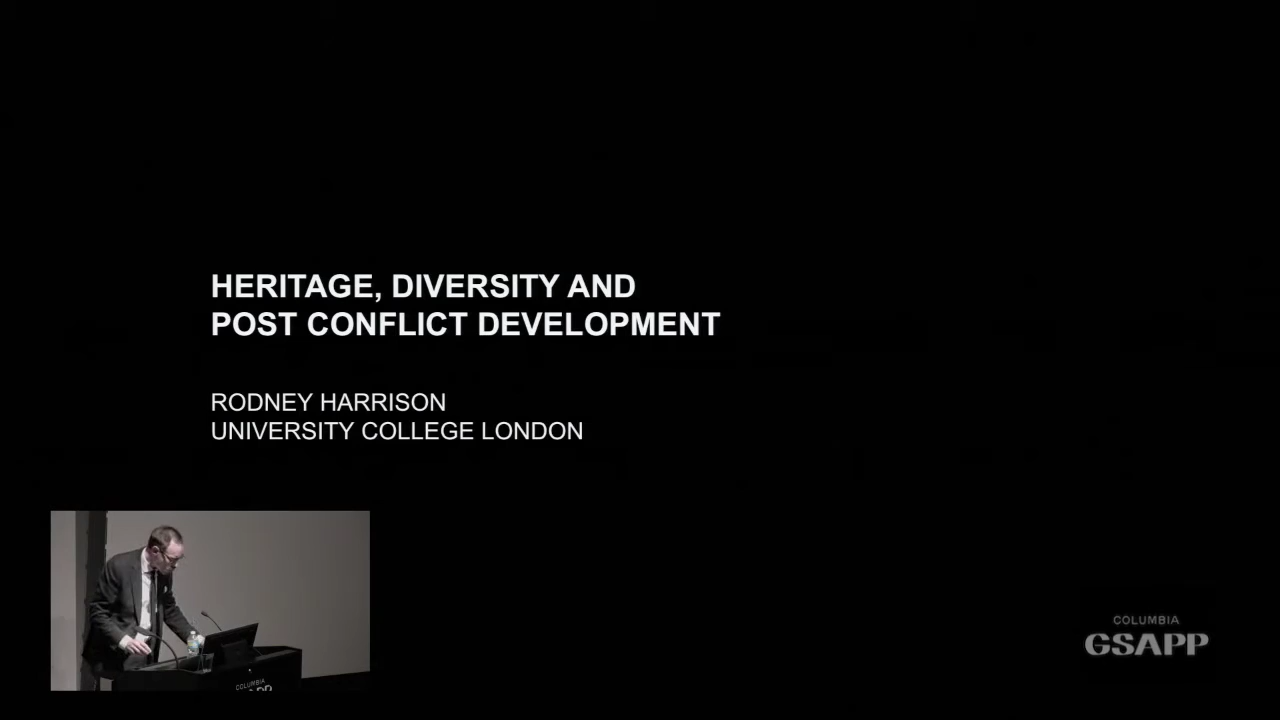 HERITAGE, DIVERSITY AND
POST CONFLICT DEVELOPMENT
RODNEY HARRISON
UNIVERSITY COLLEGE LONDON
COLUMBIA
COLUMBIA
GSAPP